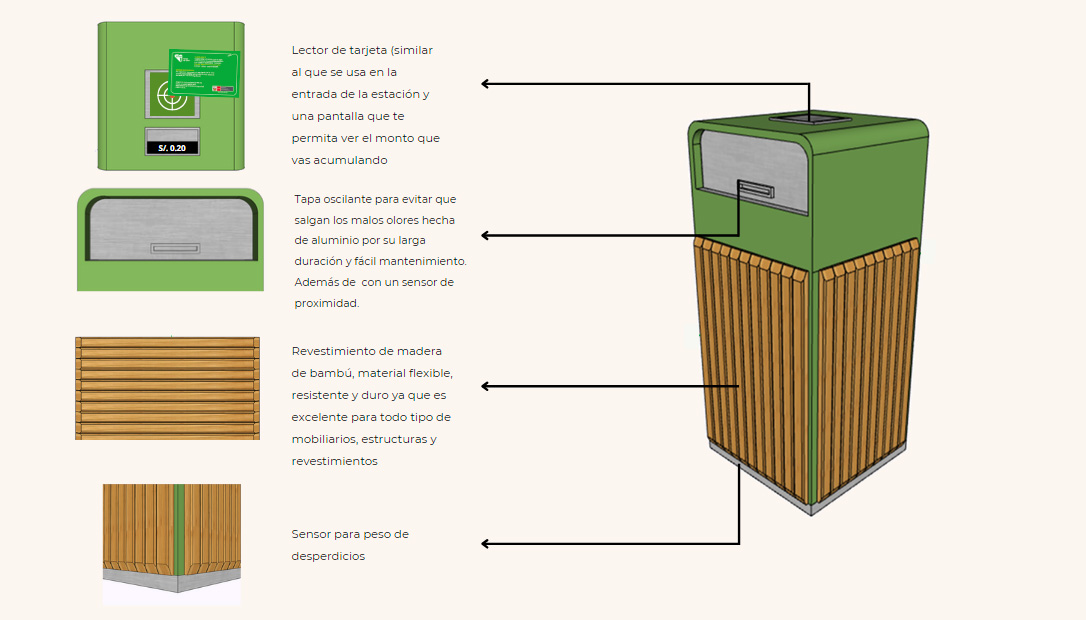 Lector de tarjeta (similar
al que se usa en la
entrada de la estación y
una pantalla que te
permita ver el monto que
vas acumulando
S/. 0.20
Tapa oscilante para evitar que
salgan los malos olores hecha
de aluminio por su larga
duración y fácil mantenimiento.
Además de  con un sensor de
proximidad.
Revestimiento de madera
de bambú, material flexible,
resistente y duro ya que es
excelente para todo tipo de
mobiliarios, estructuras y
revestimientos
Sensor para peso de
desperdicios